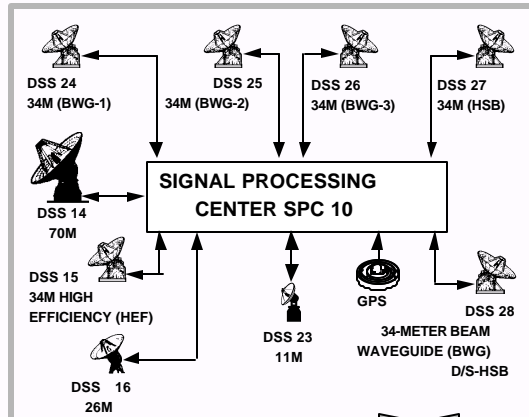 DSS 24
34M (BWG-1)
DSS 25
34M (BWG-2)
DSS 26
34M (BWG-3)
DSS 27
34M (HSB)
SIGNAL PROCESSING
CENTER SPC 10
DSS 14
70M
DSS 15
34M HIGH
EFFICIENCY (HEF)
DSS 16
26M
DSS 23
11M
GPS
DSS 28
34-METER BEAM
WAVEGUIDE (BWG)
D/S-HSB